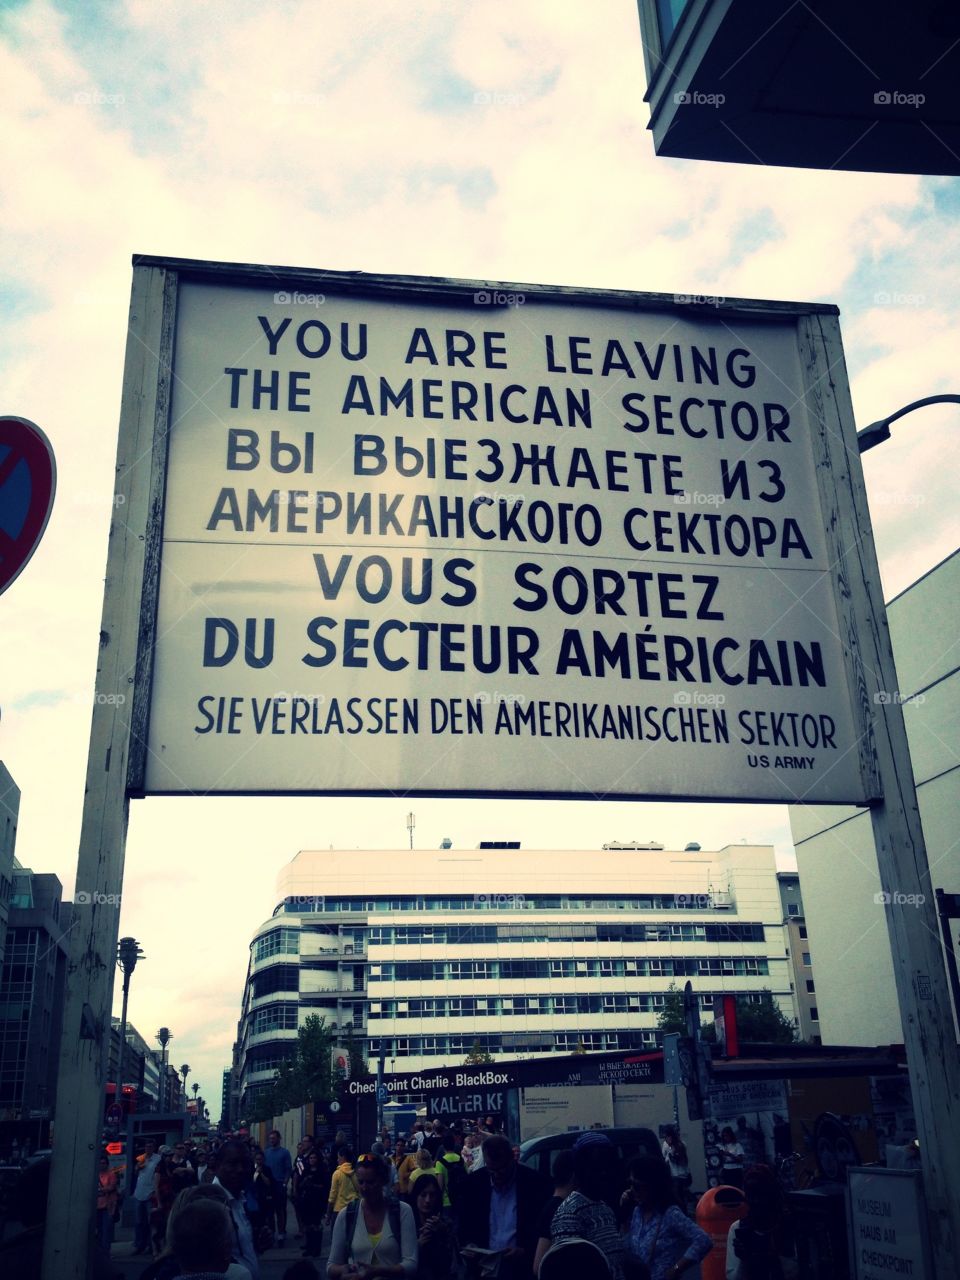 YOU ARE LEAVING
THE AMERICAN SECTOR
ВЫ ВЫЕЗЖАЕТЕ ИЗ
АМЕРИКАНСКОГО СЕКТОРА
VOUS SORTEZ
DU SECTEUR AMÉRICAIN
SIE VERLASSEN DEN AMERIKANISCHEN SEKTOR
US ARMY
Checkpoint Charlie . BlackBox
KALTER
MUSEUM
HAUS AM
CHECKPOINT
foap